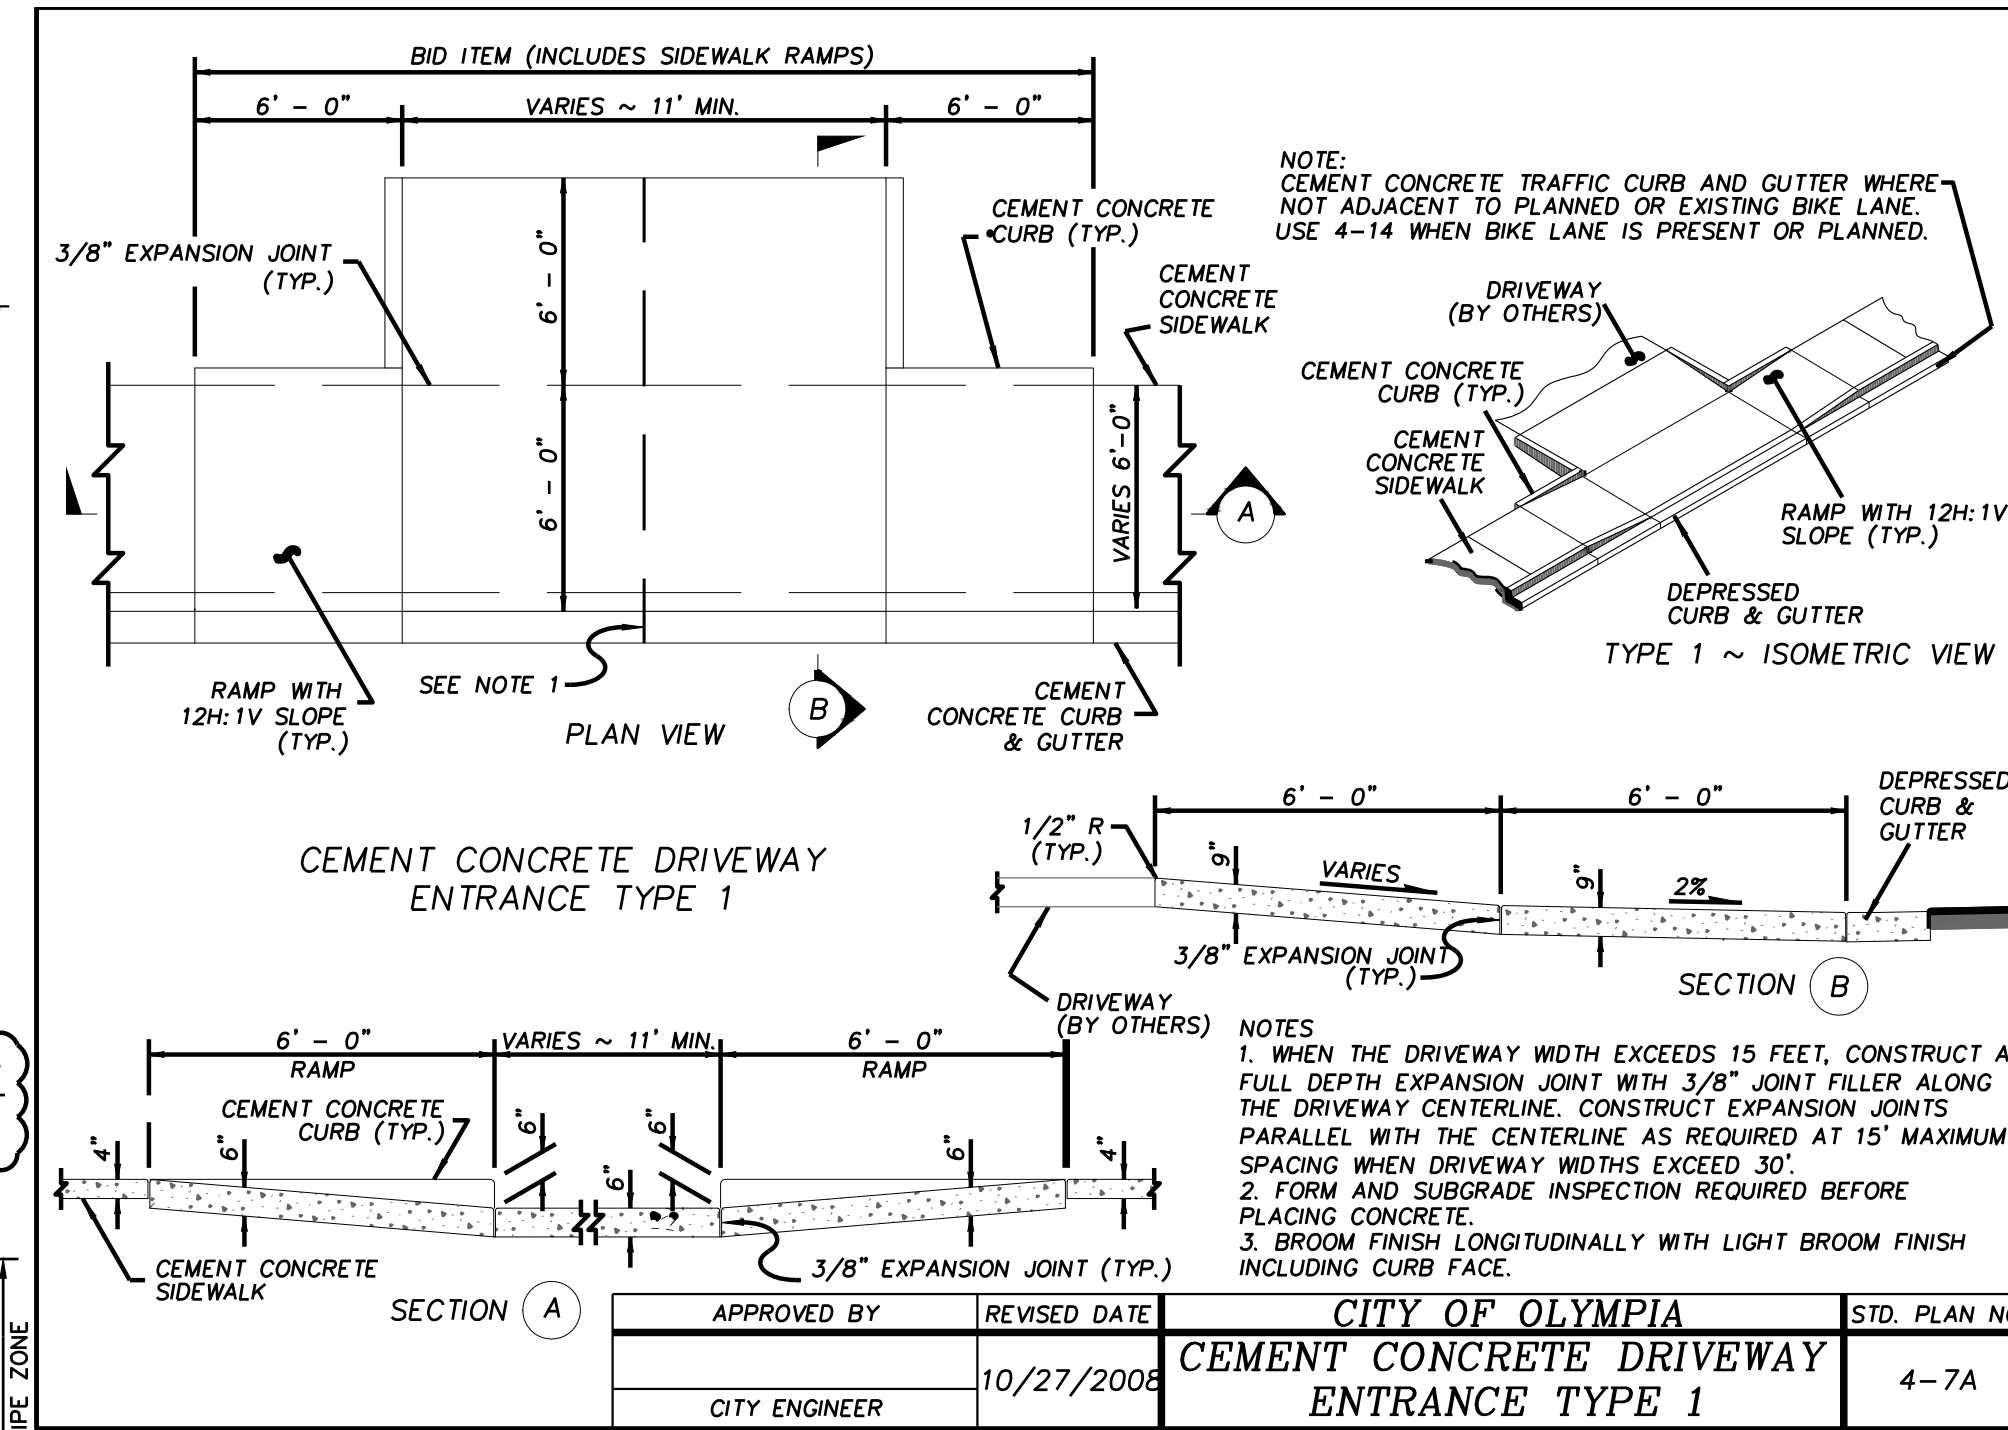 BID ITEM (INCLUDES SIDEWALK RAMPS)
6' - 0"
VARIES ~ 11' MIN.
6' - 0"
3/8" EXPANSION JOINT
(TYP.)
6' - 0"
6' - 0"
CEMENT CONCRETE
CURB (TYP.)
CEMENT
CONCRETE
SIDEWALK
VARIES 6'-0"
A
RAMP WITH
12H:1V SLOPE
(TYP.)
SEE NOTE 1
PLAN VIEW
B
CEMENT
CONCRETE CURB
& GUTTER
NOTE:
CEMENT CONCRETE TRAFFIC CURB AND GUTTER WHERE
NOT ADJACENT TO PLANNED OR EXISTING BIKE LANE.
USE 4-14 WHEN BIKE LANE IS PRESENT OR PLANNED.
DRIVEWAY
(BY OTHERS)
CEMENT CONCRETE
CURB (TYP.)
CEMENT
CONCRETE
SIDEWALK
RAMP WITH 12H:1V
SLOPE (TYP.)
DEPRESSED
CURB & GUTTER
TYPE 1 ~ ISOMETRIC VIEW
CEMENT CONCRETE DRIVEWAY
ENTRANCE TYPE 1
6' - 0"
6' - 0"
DEPRESSED
CURB &
GUTTER
1/2" R
(TYP.)
9"
VARIES
9"
2%
3/8" EXPANSION JOINT
(TYP.)
DRIVEWAY
(BY OTHERS)
SECTION B
6' - 0"
RAMP
VARIES ~ 11' MIN.
6' - 0"
RAMP
CEMENT CONCRETE
CURB (TYP.)
4"
6"
6"
6"
6"
6"
4"
CEMENT CONCRETE
SIDEWALK
3/8" EXPANSION JOINT (TYP.)
SECTION A
NOTES
1. WHEN THE DRIVEWAY WIDTH EXCEEDS 15 FEET, CONSTRUCT A
FULL DEPTH EXPANSION JOINT WITH 3/8" JOINT FILLER ALONG
THE DRIVEWAY CENTERLINE. CONSTRUCT EXPANSION JOINTS
PARALLEL WITH THE CENTERLINE AS REQUIRED AT 15' MAXIMUM
SPACING WHEN DRIVEWAY WIDTHS EXCEED 30'.
2. FORM AND SUBGRADE INSPECTION REQUIRED BEFORE
PLACING CONCRETE.
3. BROOM FINISH LONGITUDINALLY WITH LIGHT BROOM FINISH
INCLUDING CURB FACE.
APPROVED BY
CITY ENGINEER
REVISED DATE
10/27/2008
CITY OF OLYMPIA
CEMENT CONCRETE DRIVEWAY
ENTRANCE TYPE 1
STD. PLAN
4-7A
ZONE